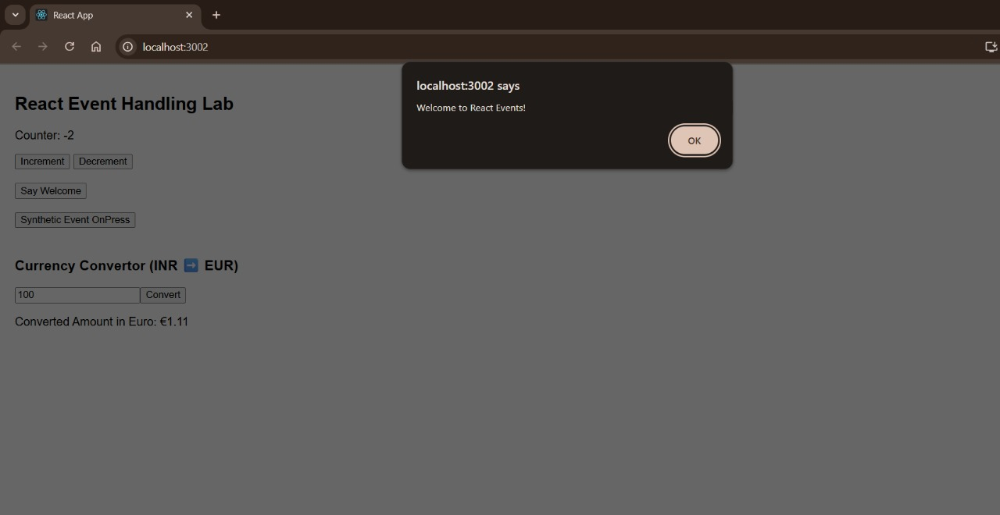 React App
localhost:3002
localhost:3002 says
Welcome to React Events!
OK
React Event Handling Lab
Counter: -2
Increment Decrement
Say Welcome
Synthetic Event OnPress
Currency Convertor (INR ➡️ EUR)
100 Convert
Converted Amount in Euro: €1.11